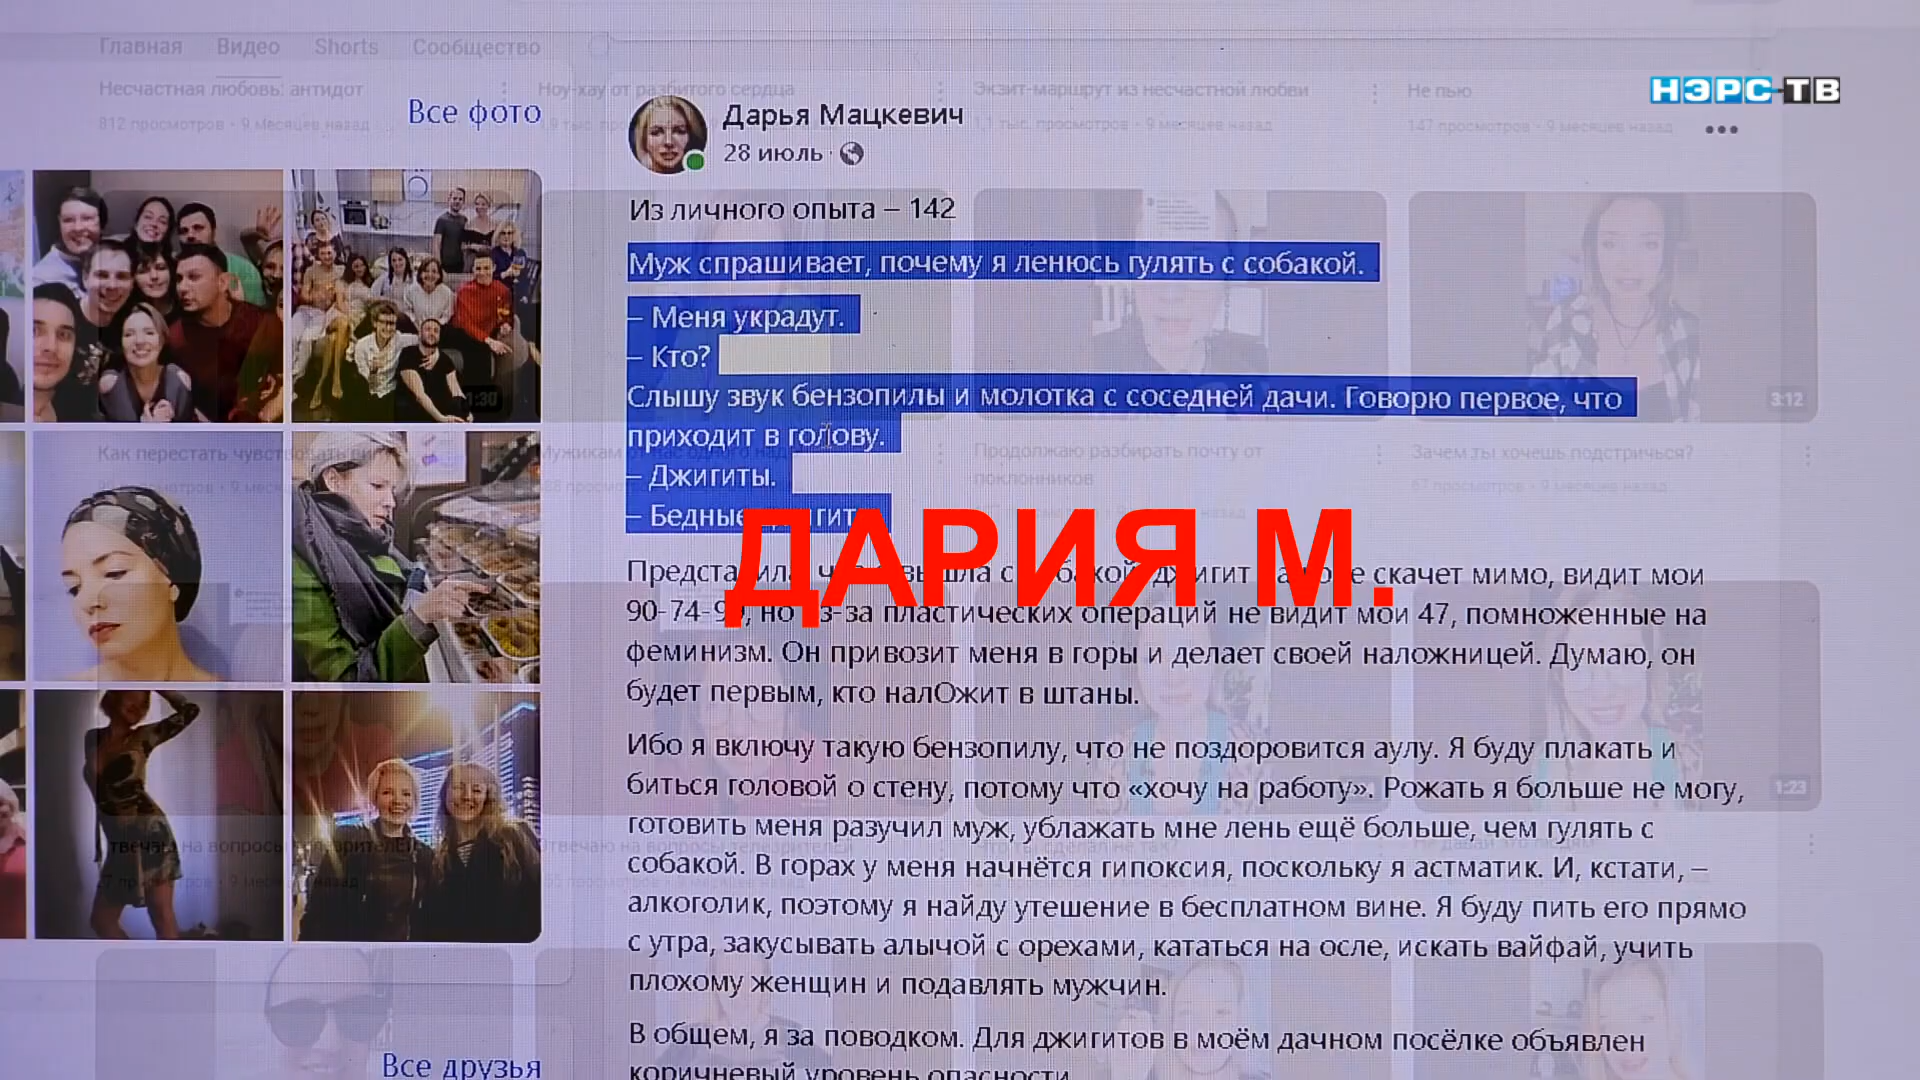 Главная Видео Shorts Сообщество
Несчастная любовь: антидот
Ноу-хау от разбитого сердца
Экзит-маршрут из несчастной любви
Не пью
812 просмотров • 9 месяцев назад
1,1 тыс. просмотров • 9 месяцев назад
147 просмотров • 9 месяцев назад
НЭРС-ТВ
Все фото
Дарья Мацкевич
28 июль ·
Из личного опыта – 142
Муж спрашивает, почему я ленюсь гулять с собакой.
– Меня украдут.
– Кто?
Слышу звук бензопилы и молотка с соседней дачи. Говорю первое, что
приходит в голову.
– Джигиты.
– Бедные
ДАРИЯ М.
скачет мимо, видит мои
пластических операций не видит мои 47, помноженные на
феминизм. Он привозит меня в горы и делает своей наложницей. Думаю, он
будет первым, кто налОжит в штаны.
Ибо я включу такую бензопилу, что не поздоровится аулу. Я буду плакать и
биться головой о стену, потому что «хочу на работу». Рожать я больше не могу,
готовить меня разучил муж, ублажать мне лень ещё больше, чем гулять с
собакой. В горах у меня начнётся гипоксия, поскольку я астматик. И, кстати, –
алкоголик, поэтому я найду утешение в бесплатном вине. Я буду пить его прямо
с утра, закусывать алычой с орехами, кататься на осле, искать вайфай, учить
плохому женщин и подавлять мужчин.
В общем, я за поводком. Для джигитов в моём дачном посёлке объявлен
коричневый уровень опасности.
Все друзья
1:30
3:12
Продолжаю разбирать почту от
поклонников
Зачем ты хочешь подстричься?
67 просмотров • 9 месяцев назад
1:23